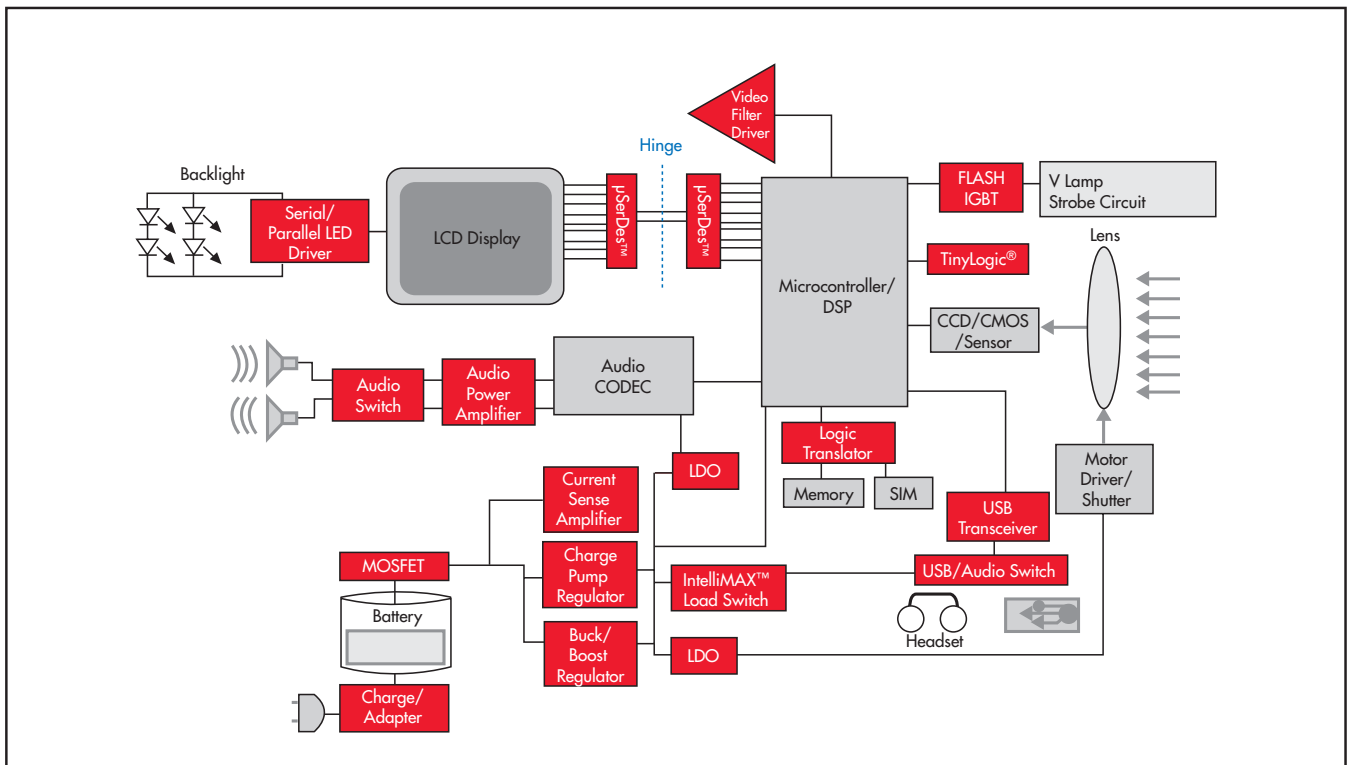 Video
Filter
Driver
Hinge
Backlight
Serial/
Parallel LED
Driver
LCD Display
µSerDes™
µSerDes™
Microcontroller/
DSP
FLASH
IGBT
V Lamp
Strobe Circuit
TinyLogic®
Lens
CCD/CMOS
/Sensor
Audio
Switch
Audio
Power
Amplifier
Audio
CODEC
LDO
Logic
Translator
Memory
SIM
Motor
Driver/
Shutter
Current
Sense
Amplifier
USB
Transceiver
MOSFET
Charge
Pump
Regulator
IntelliMAX™
Load Switch
USB/Audio Switch
Battery
Headset
Buck/
Boost
Regulator
LDO
Charge/
Adapter